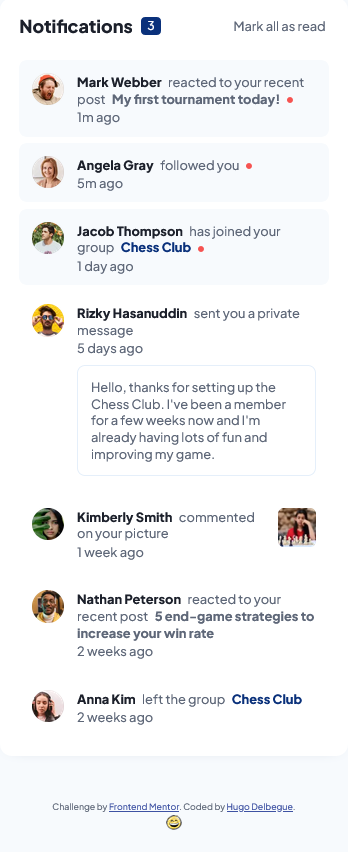 Notifications 3 Mark all as read
Mark Webber reacted to your recent
post My first tournament today!
1m ago
Angela Gray followed you
5m ago
Jacob Thompson has joined your
group Chess Club
1 day ago
Rizky Hasanuddin sent you a private
message
5 days ago
Hello, thanks for setting up the
Chess Club. I've been a member
for a few weeks now and I'm
already having lots of fun and
improving my game.
Kimberly Smith commented
on your picture
1 week ago
Nathan Peterson reacted to your
recent post 5 end-game strategies to
increase your win rate
2 weeks ago
Anna Kim left the group Chess Club
2 weeks ago
Challenge by Frontend Mentor. Coded by Hugo Delbegue.